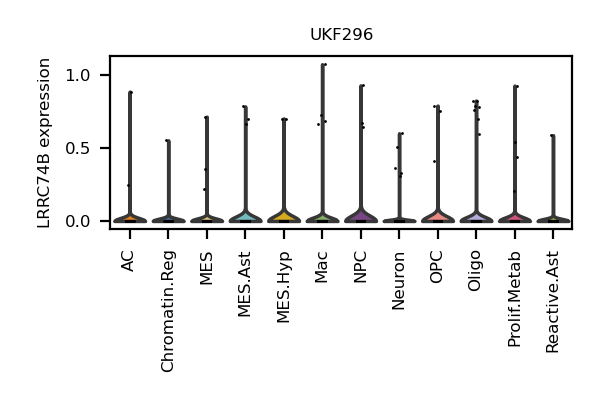 UKF296
LRRC74B expression
1.0
0.5
0.0
AC
Chromatin.Reg
MES
MES.Ast
MES.Hyp
Mac
NPC
Neuron
OPC
Oligo
Prolif.Metab
Reactive.Ast